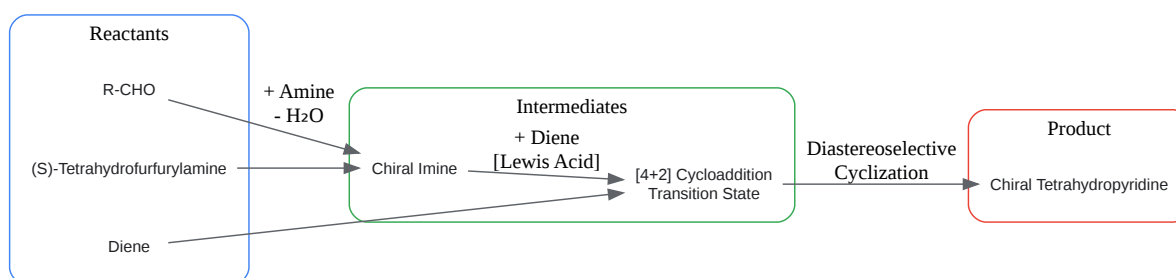 Reactants
R-CHO
(S)-Tetrahydrofurfurylamine
Diene
+ Amine
- H₂O
Intermediates
Chiral Imine
+ Diene
[Lewis Acid]
[4+2] Cycloaddition
Transition State
Diastereoselective
Cyclization
Product
Chiral Tetrahydropyridine